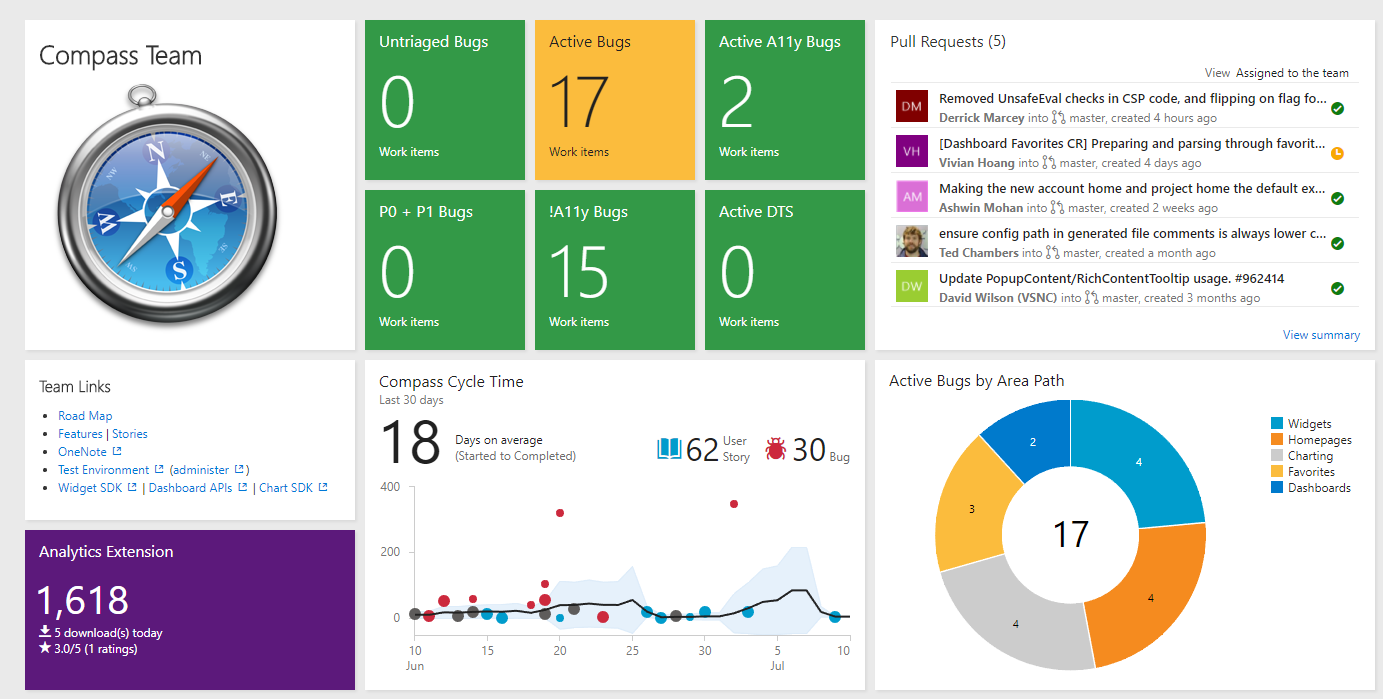 Compass Team
N
NE
E
SE
S
SW
W
NW
Untriaged Bugs
0
Work items
Active Bugs
17
Work items
Active A11y Bugs
2
Work items
P0 + P1 Bugs
0
Work items
!A11y Bugs
15
Work items
Active DTS
0
Work items
Pull Requests (5)
View Assigned to the team
DM
Removed UnsafeEval checks in CSP code, and flipping on flag fo...
Derrick Marcey into master, created 4 hours ago
VH
[Dashboard Favorites CR] Preparing and parsing through favorit...
Vivian Hoang into master, created 4 days ago
AM
Making the new account home and project home the default ex...
Ashwin Mohan into master, created 2 weeks ago
ensure config path in generated file comments is always lower c...
Ted Chambers into master, created a month ago
DW
Update PopupContent/RichContentTooltip usage. #962414
David Wilson (VSNC) into master, created 3 months ago
View summary
Team Links
• Road Map
• Features | Stories
• OneNote
• Test Environment (administer )
• Widget SDK | Dashboard APIs | Chart SDK
Analytics Extension
1,618
5 download(s) today
3.0/5 (1 ratings)
Compass Cycle Time
Last 30 days
18
Days on average
(Started to Completed)
62 User Story
30 Bug
400
200
0
10 15 20 25 30 5 10
Jun Jul
Active Bugs by Area Path
4
4
4
3
2
17
Widgets
Homepages
Charting
Favorites
Dashboards